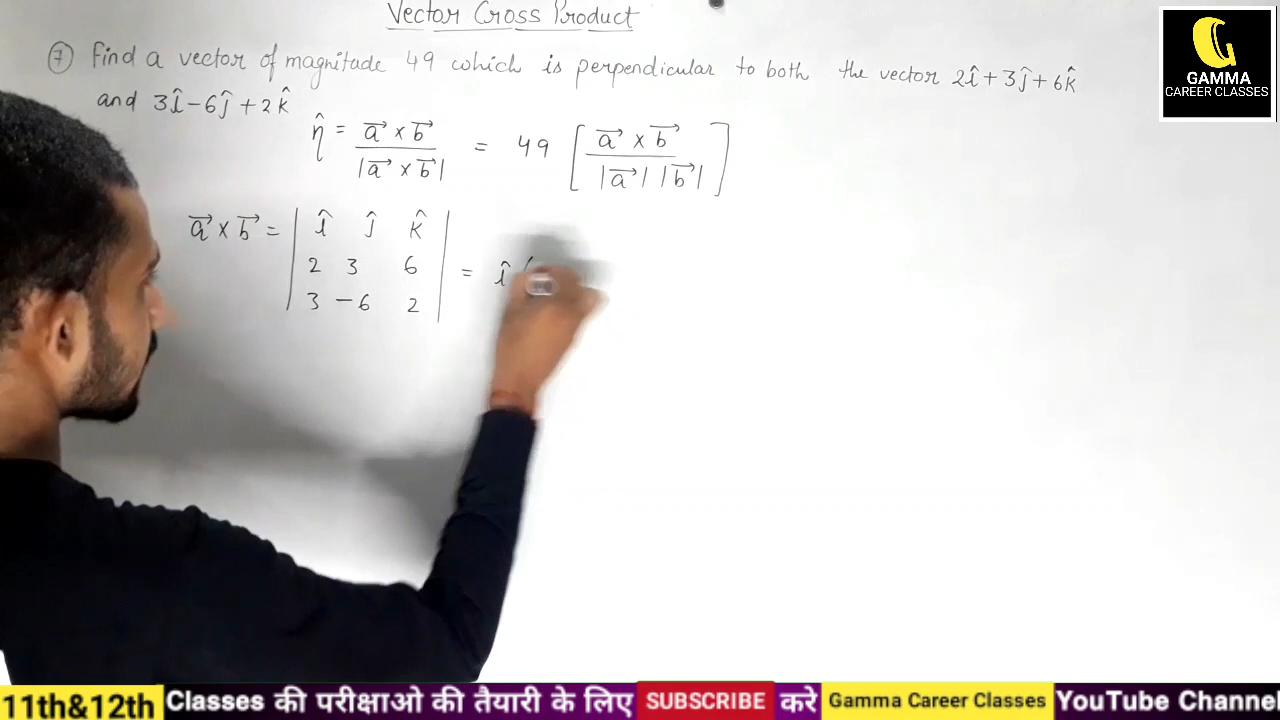 Vector Cross Product
GAMMA
CAREER CLASSES
⑦ Find a vector of magnitude 49 which is perpendicular to both the vector 2î+3ĵ+6k̂
and 3î-6ĵ+2k̂
η̂ = a⃗ × b⃗ / |a⃗ × b⃗| = 49 [ a⃗ × b⃗ / |a⃗| |b⃗| ]
a⃗ × b⃗ = | î ĵ k̂
2 3 6
3 -6 2 | = î (
11th&12th Classes की परीक्षाओ की तैयारी के लिए SUBSCRIBE करे Gamma Career Classes YouTube Channel